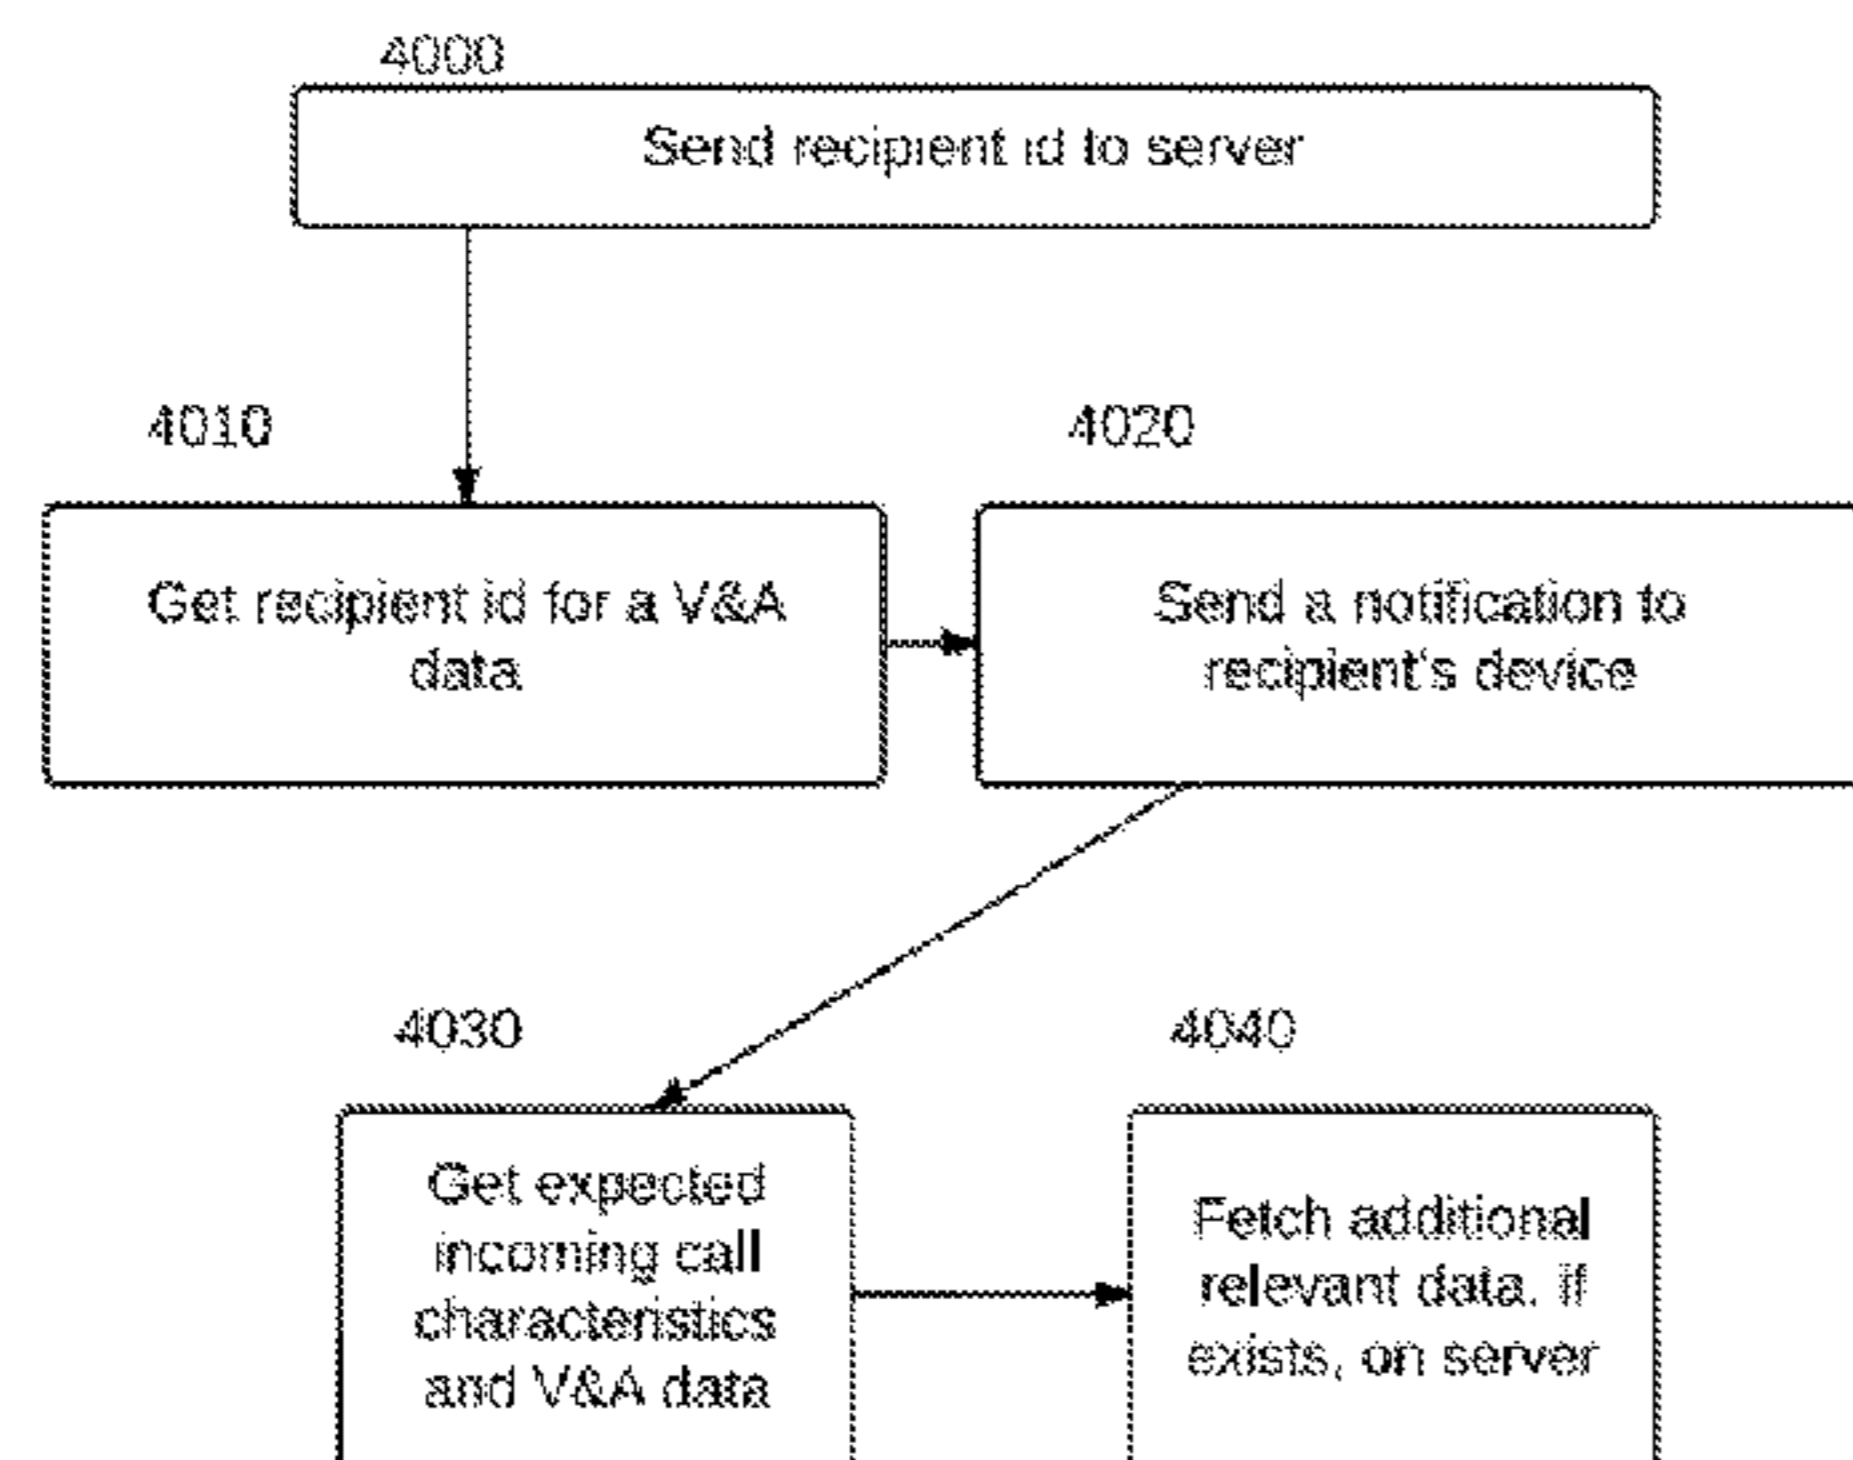 4000
Send recipient id to server
4010
4020
Get recipient id for a V&A
data
Send a notification to
recipient's device
4030
4040
Get expected
incoming call
characteristics
and V&A data
Fetch additional
relevant data, if
exists, on server